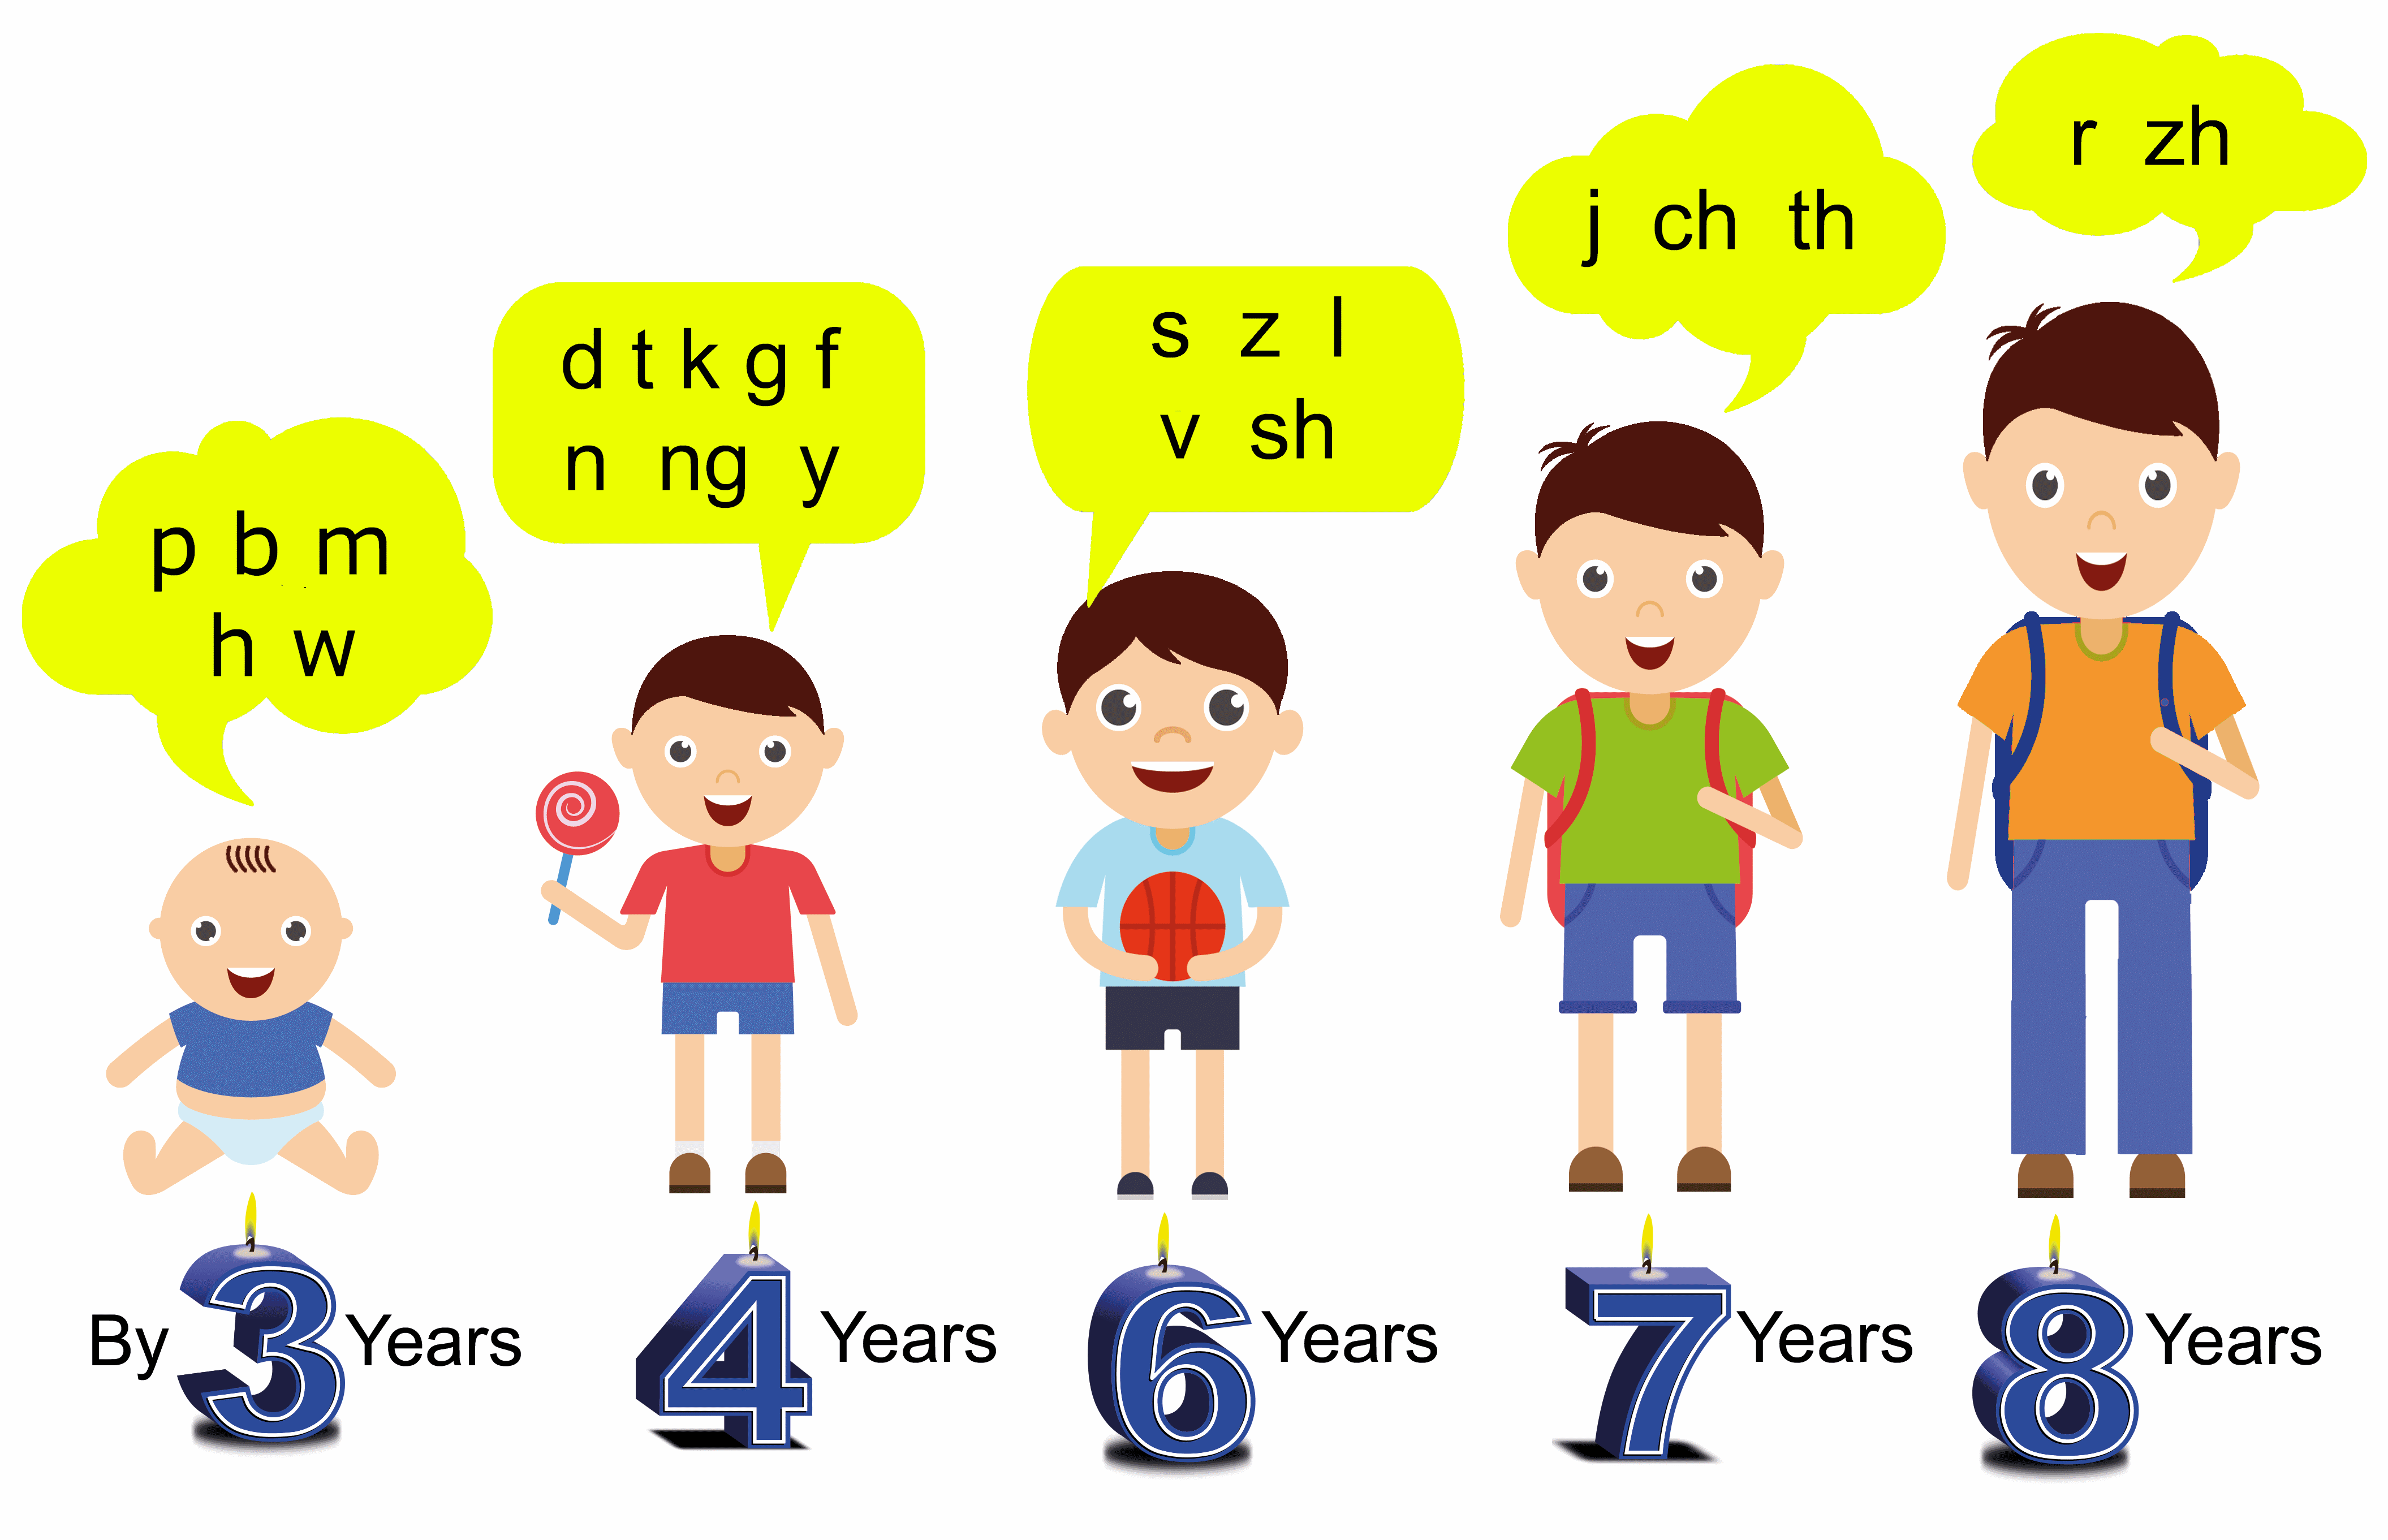 p b m
h w
d t k g f
n ng y
s z l
v sh
j ch th
r zh
By 3 Years
4 Years
6 Years
7 Years
8 Years